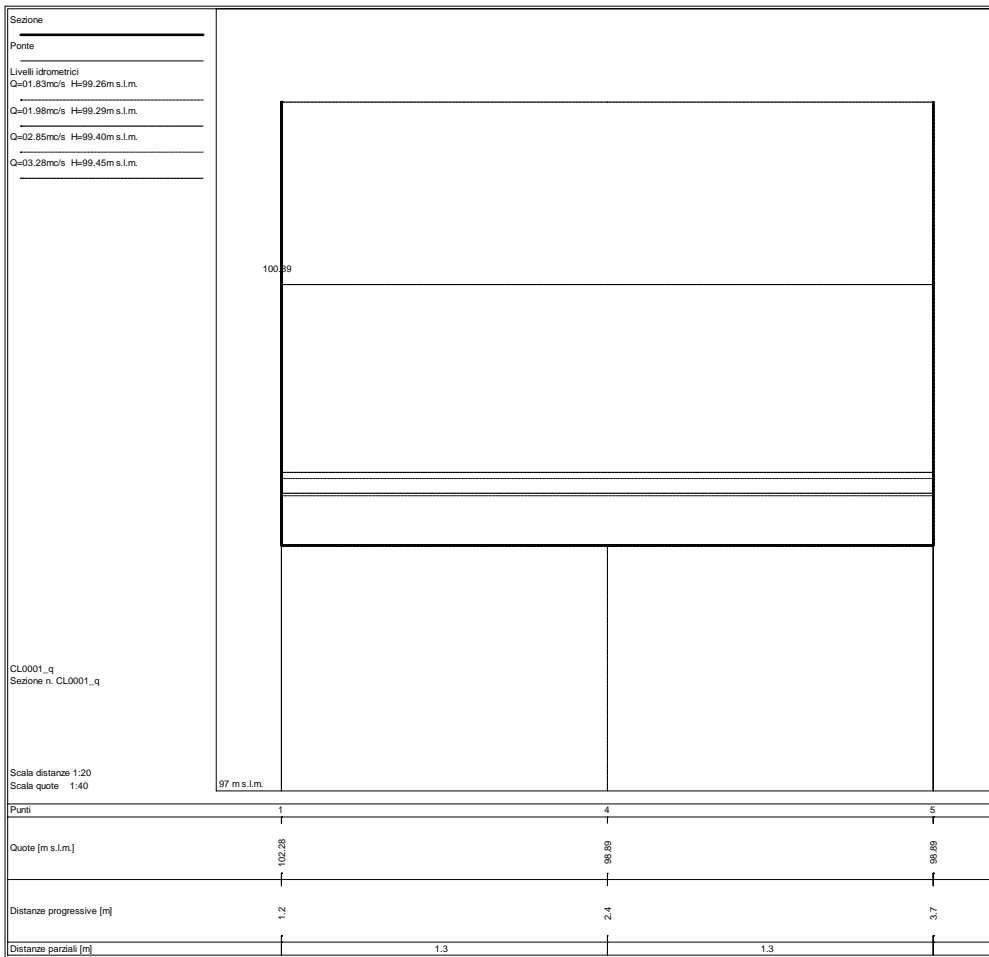 Sezione
Ponte
Livelli idrometrici
Q=01.83mc/s H=99.26m s.l.m.
Q=01.98mc/s H=99.29m s.l.m.
Q=02.85mc/s H=99.40m s.l.m.
Q=03.28mc/s H=99.45m s.l.m.
100.89
CL0001_q
Sezione n. CL0001_q
Scala distanze 1:20
Scala quote 1:40
97 m s.l.m.
Punti 1 4 5
Quote [m s.l.m.] 102.28 98.89 98.89
Distanze progressive [m] 1.2 2.4 3.7
Distanze parziali [m] 1.3 1.3